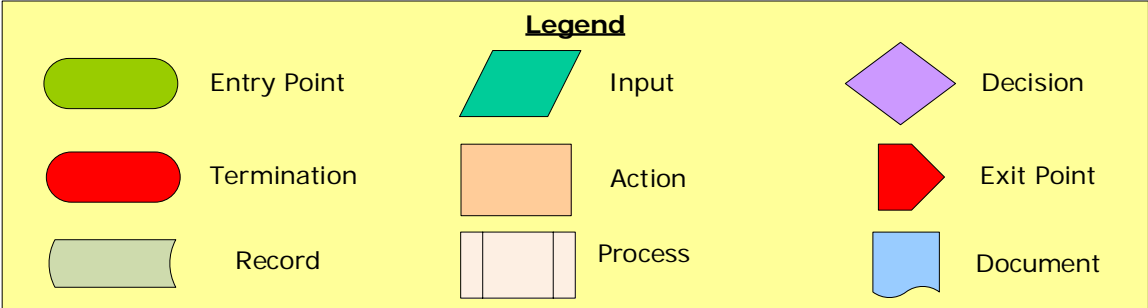 Legend
Entry Point
Input
Decision
Termination
Action
Exit Point
Record
Process
Document